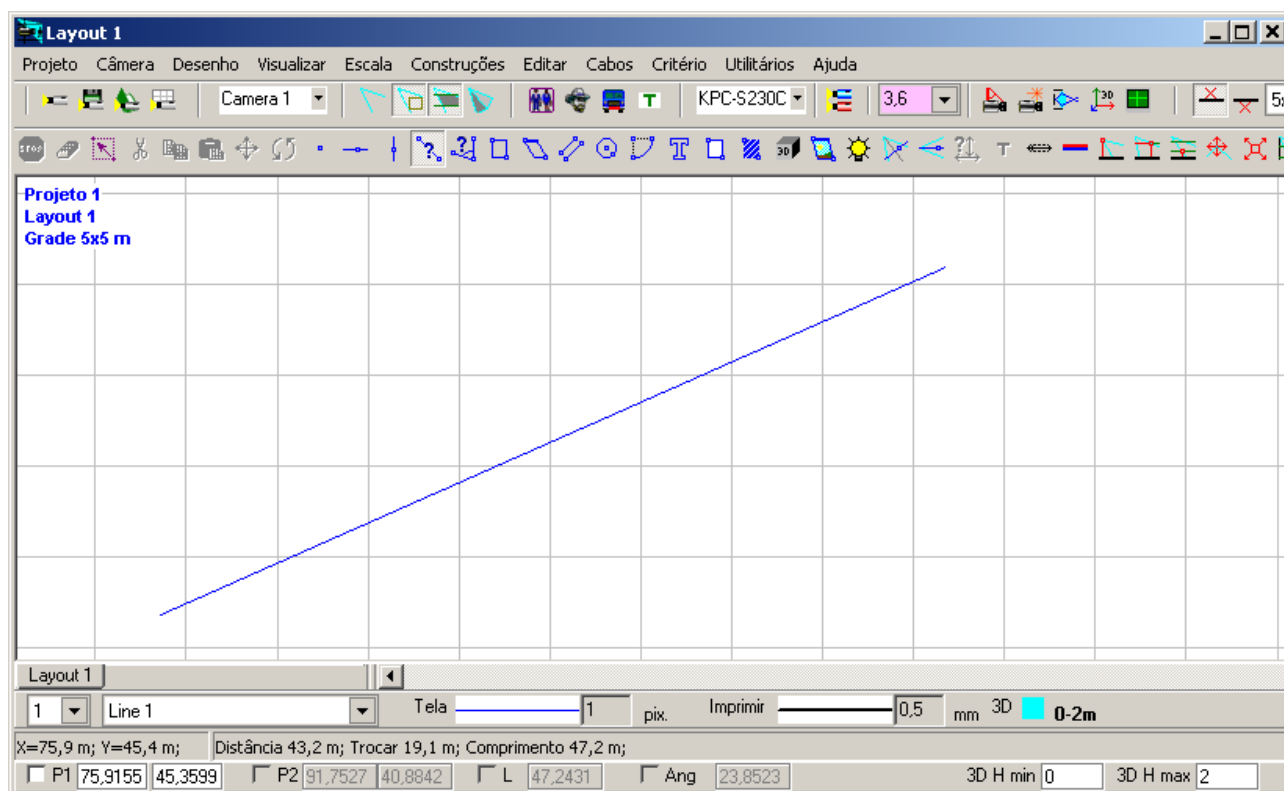 Layout 1
Projeto Câmera Desenho Visualizar Escala Construções Editar Cabos Critério Utilitários Ajuda
Camera 1 T KPC-S230C 3,6 3D
STOP ? ? T 3D ? T
Projeto 1
Layout 1
Grade 5x5 m
Layout 1
1 Line 1 Tela 1 pix. Imprimir 0,5 mm 3D 0-2m
X=75,9 m; Y=45,4 m; Distância 43,2 m; Trocar 19,1 m; Comprimento 47,2 m;
P1 75,9155 45,3599 P2 91,7527 40,8842 L 47,2431 Ang 23,8523 3D H min 0 3D H max 2